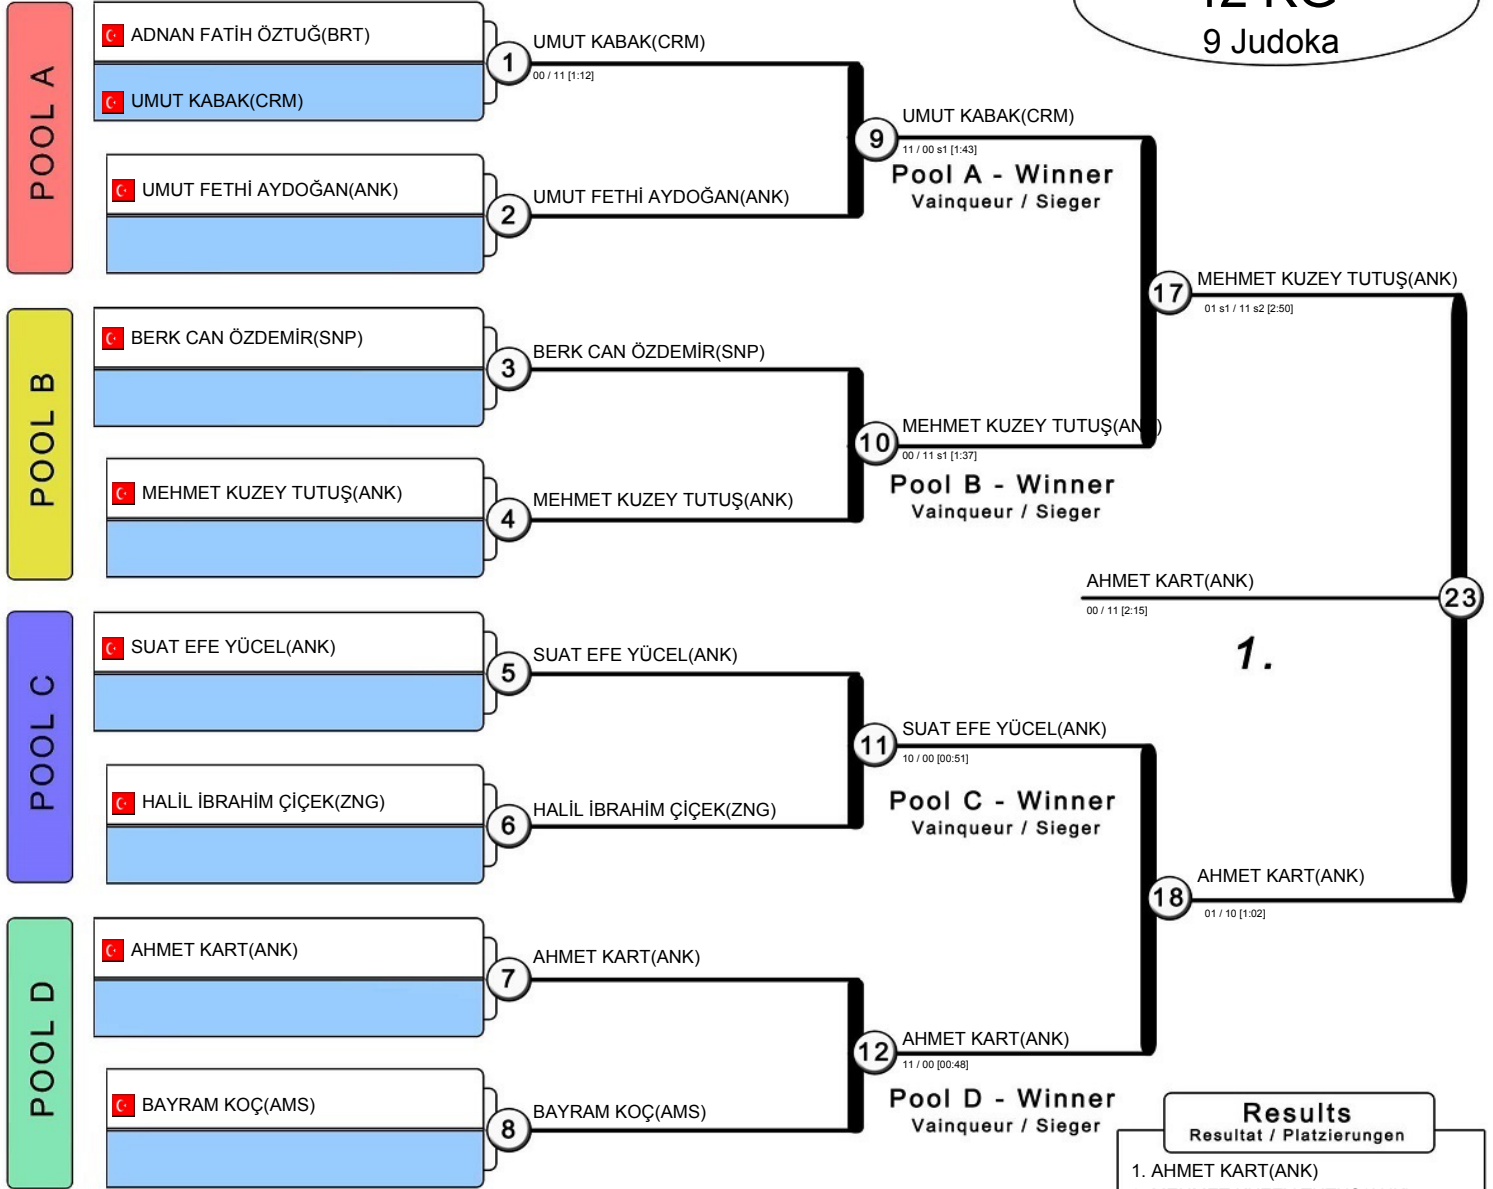 9 Judoka
POOL A
ADNAN FATİH ÖZTUĞ(BRT)
UMUT KABAK(CRM)
UMUT FETHİ AYDOĞAN(ANK)
1
UMUT KABAK(CRM)
00 / 11 [1:12]
2
UMUT FETHİ AYDOĞAN(ANK)
9
UMUT KABAK(CRM)
11 / 00 s1 [1:43]
Pool A - Winner
Vainqueur / Sieger
POOL B
BERK CAN ÖZDEMİR(SNP)
MEHMET KUZEY TUTUŞ(ANK)
3
BERK CAN ÖZDEMİR(SNP)
4
MEHMET KUZEY TUTUŞ(ANK)
10
MEHMET KUZEY TUTUŞ(ANK)
00 / 11 s1 [1:37]
Pool B - Winner
Vainqueur / Sieger
17
MEHMET KUZEY TUTUŞ(ANK)
01 s1 / 11 s2 [2:50]
AHMET KART(ANK)
00 / 11 [2:15]
23
1.
POOL C
SUAT EFE YÜCEL(ANK)
HALİL İBRAHİM ÇİÇEK(ZNG)
5
SUAT EFE YÜCEL(ANK)
6
HALİL İBRAHİM ÇİÇEK(ZNG)
11
SUAT EFE YÜCEL(ANK)
10 / 00 [00:51]
Pool C - Winner
Vainqueur / Sieger
18
AHMET KART(ANK)
01 / 10 [1:02]
POOL D
AHMET KART(ANK)
BAYRAM KOÇ(AMS)
7
AHMET KART(ANK)
8
BAYRAM KOÇ(AMS)
12
AHMET KART(ANK)
11 / 00 [00:48]
Pool D - Winner
Vainqueur / Sieger
Results
Resultat / Platzierungen
1. AHMET KART(ANK)